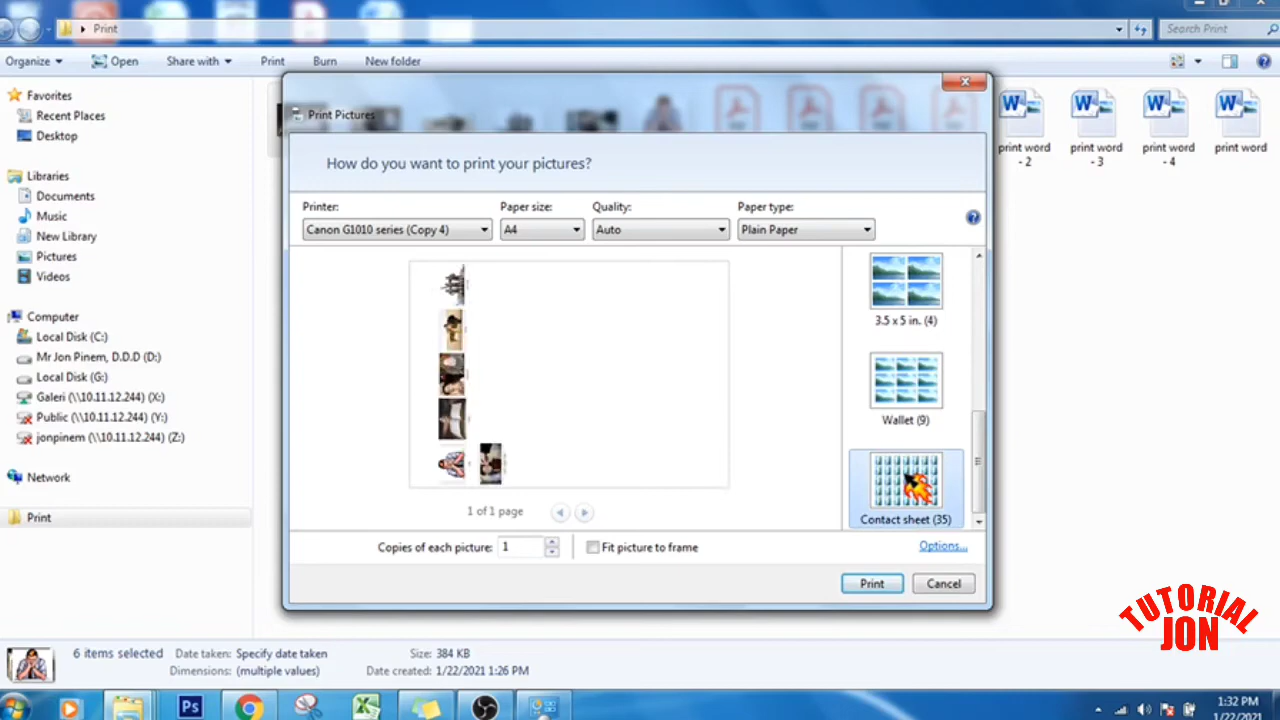 Print
Search Print
Organize
Open
Share with
Print
Burn
New folder
Favorites
Recent Places
Desktop
Libraries
Documents
Music
New Library
Pictures
Videos
Computer
Local Disk (C:)
Mr Jon Pinem, D.D.D (D:)
Local Disk (G:)
Galeri (\\10.11.12.244) (X:)
Public (\\10.11.12.244) (Y:)
jonpinem (\\10.11.12.244) (Z:)
Network
Print
Print Pictures
How do you want to print your pictures?
Printer:
Paper size:
Quality:
Paper type:
Canon G1010 series (Copy 4)
A4
Auto
Plain Paper
3.5 x 5 in. (4)
Wallet (9)
Contact sheet (35)
1 of 1 page
Copies of each picture:
1
Fit picture to frame
Options...
Print
Cancel
print word
- 2
print word
- 3
print word
- 4
print word
TUTORIAL
JON
6 items selected
Date taken: Specify date taken
Size: 384 KB
Dimensions: (multiple values)
Date created: 1/22/2021 1:26 PM
Ps
1:32 PM
1/22/2021